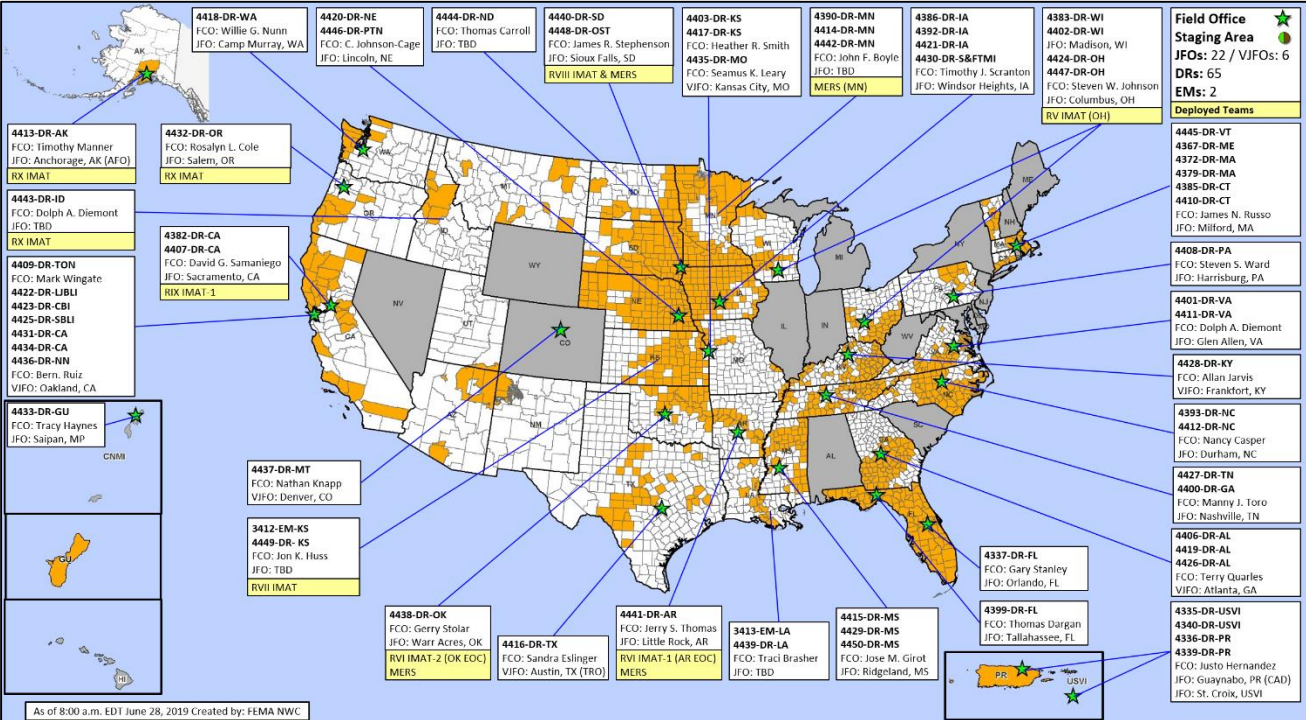 4418-DR-WA
FCO: Willie G. Nunn
JFO: Camp Murray, WA
4420-DR-NE
4446-DR-PTN
FCO: C. Johnson-Cage
JFO: Lincoln, NE
4444-DR-ND
FCO: Thomas Carroll
JFO: TBD
4440-DR-SD
4448-DR-OST
FCO: James R. Stephenson
JFO: Sioux Falls, SD
RVIII IMAT & MERS
4403-DR-KS
4417-DR-KS
FCO: Heather R. Smith
4435-DR-MO
FCO: Seamus K. Leary
VJFO: Kansas City, MO
4390-DR-MN
4414-DR-MN
4442-DR-MN
FCO: John F. Boyle
JFO: TBD
MERS (MN)
4386-DR-IA
4392-DR-IA
4421-DR-IA
4430-DR-S&FTMI
FCO: Timothy J. Scranton
JFO: Windsor Heights, IA
4383-DR-WI
4402-DR-WI
JFO: Madison, WI
4424-DR-OH
4447-DR-OH
FCO: Steven W. Johnson
JFO: Columbus, OH
RV IMAT (OH)
Field Office
Staging Area
JFOs: 22 / VJFOs: 6
DRs: 65
EMs: 2
Deployed Teams
4413-DR-AK
FCO: Timothy Manner
JFO: Anchorage, AK (AFO)
RX IMAT
4432-DR-OR
FCO: Rosalyn L. Cole
JFO: Salem, OR
RX IMAT
4443-DR-ID
FCO: Dolph A. Diemont
JFO: TBD
RX IMAT
4382-DR-CA
4407-DR-CA
FCO: David G. Samaniego
JFO: Sacramento, CA
RIX IMAT-1
4409-DR-TON
FCO: Mark Wingate
4422-DR-LJBLI
4423-DR-CBI
4425-DR-SBLI
4431-DR-CA
4434-DR-CA
4436-DR-NN
FCO: Bern. Ruiz
VJFO: Oakland, CA
4433-DR-GU
FCO: Tracy Haynes
JFO: Saipan, MP
CNMI
GU
HI
4437-DR-MT
FCO: Nathan Knapp
VJFO: Denver, CO
3412-EM-KS
4449-DR- KS
FCO: Jon K. Huss
JFO: TBD
RVII IMAT
4438-DR-OK
FCO: Gerry Stolar
JFO: Warr Acres, OK
RVI IMAT-2 (OK EOC)
MERS
4416-DR-TX
FCO: Sandra Eslinger
VJFO: Austin, TX (TRO)
4441-DR-AR
FCO: Jerry S. Thomas
JFO: Little Rock, AR
RVI IMAT-1 (AR EOC)
MERS
3413-EM-LA
4439-DR-LA
FCO: Traci Brasher
JFO: TBD
4415-DR-MS
4429-DR-MS
4450-DR-MS
FCO: Jose M. Girot
JFO: Ridgeland, MS
4337-DR-FL
FCO: Gary Stanley
JFO: Orlando, FL
4399-DR-FL
FCO: Thomas Dargan
JFO: Tallahassee, FL
4445-DR-VT
4367-DR-ME
4372-DR-MA
4379-DR-MA
4385-DR-CT
4410-DR-CT
FCO: James N. Russo
JFO: Milford, MA
4408-DR-PA
FCO: Steven S. Ward
JFO: Harrisburg, PA
4401-DR-VA
4411-DR-VA
FCO: Dolph A. Diemont
JFO: Glen Allen, VA
4428-DR-KY
FCO: Allan Jarvis
VJFO: Frankfort, KY
4393-DR-NC
4412-DR-NC
FCO: Nancy Casper
JFO: Durham, NC
4427-DR-TN
4400-DR-GA
FCO: Manny J. Toro
JFO: Nashville, TN
4406-DR-AL
4419-DR-AL
4426-DR-AL
FCO: Terry Quarles
VJFO: Atlanta, GA
4335-DR-USVI
4340-DR-USVI
4336-DR-PR
4339-DR-PR
FCO: Justo Hernandez
JFO: Guaynabo, PR (CAD)
JFO: St. Croix, USVI
AK
WA
OR
ID
MT
ND
SD
MN
WI
MI
WY
NE
NV
UT
CO
CA
AZ
NM
KS
MO
IL
IN
TX
AR
LA
MS
AL
GA
FL
SC
NC
VA
WV
KY
PA
NJ
NY
MA
NH
ME
PR
USVI
As of 8:00 a.m. EDT June 28, 2019 Created by: FEMA NWC